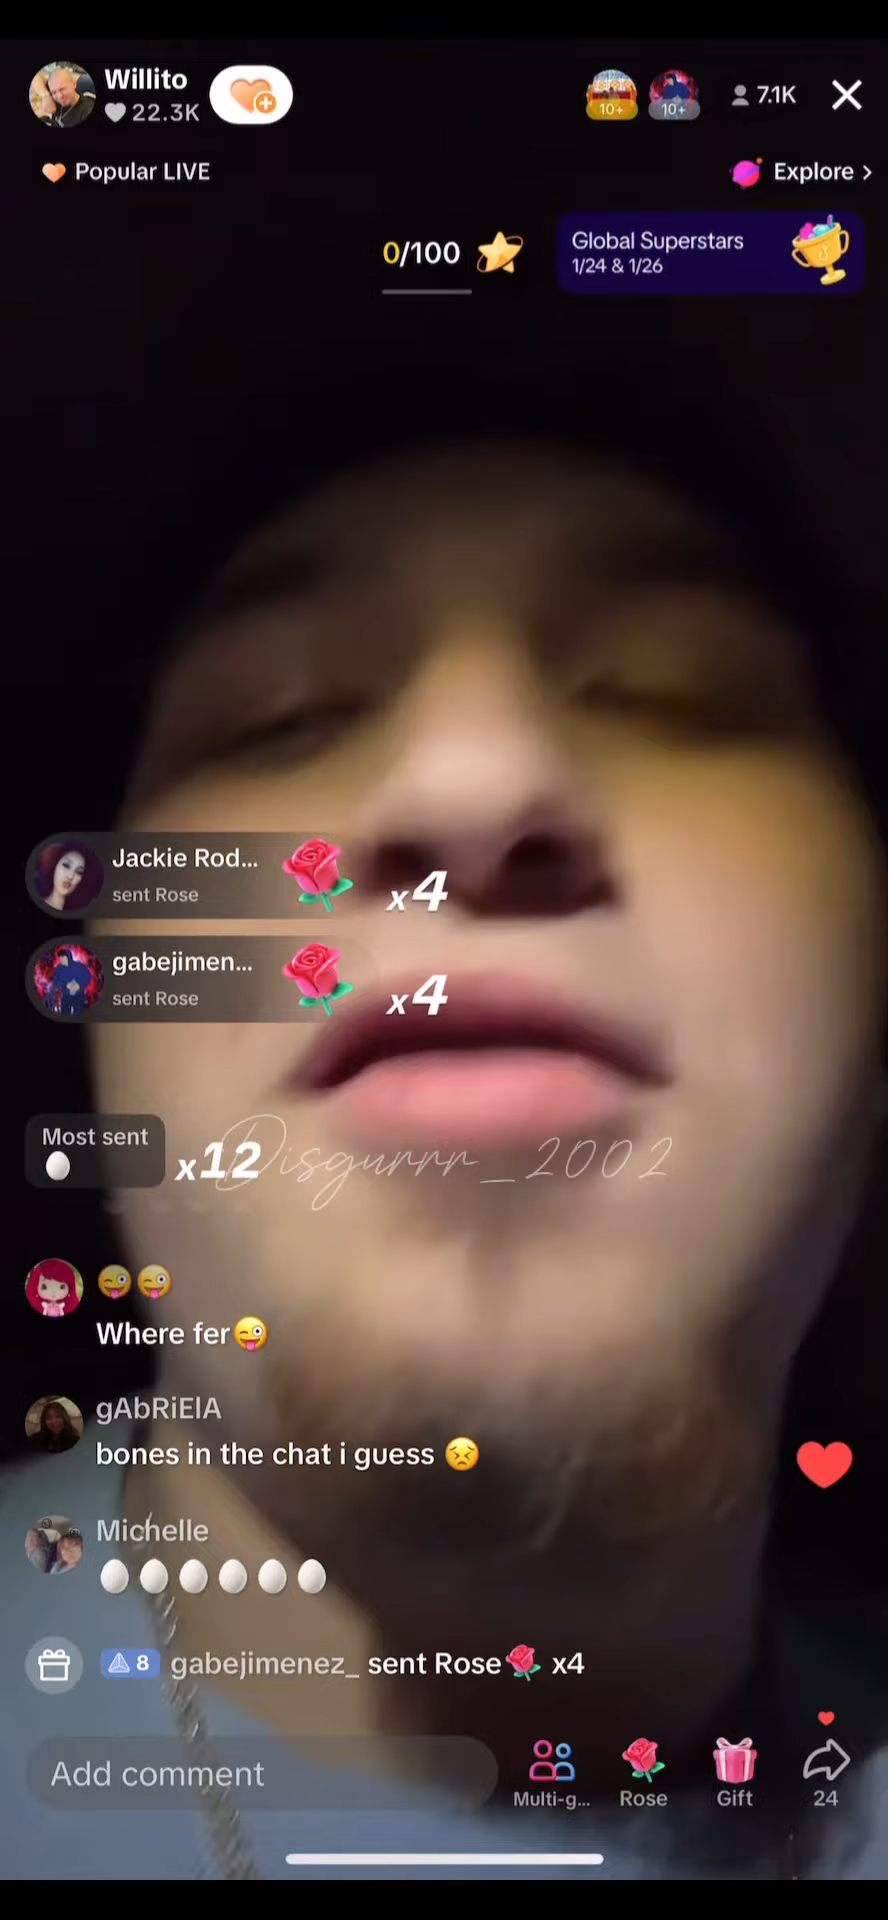 Willito
22.3K
10+
10+
7.1K
Popular LIVE
Explore >
0/100
Global Superstars
1/24 & 1/26
Jackie Rod...
sent Rose
x4
gabejimen...
sent Rose
x4
Most sent
x12
Disgurrr_2002
😜😜
Where fer😜
gAbRiElA
bones in the chat i guess 😣
Michelle
🥚🥚🥚🥚🥚🥚
8 gabejimenez_ sent Rose🌹 x4
Add comment
Multi-g...
Rose
Gift
24